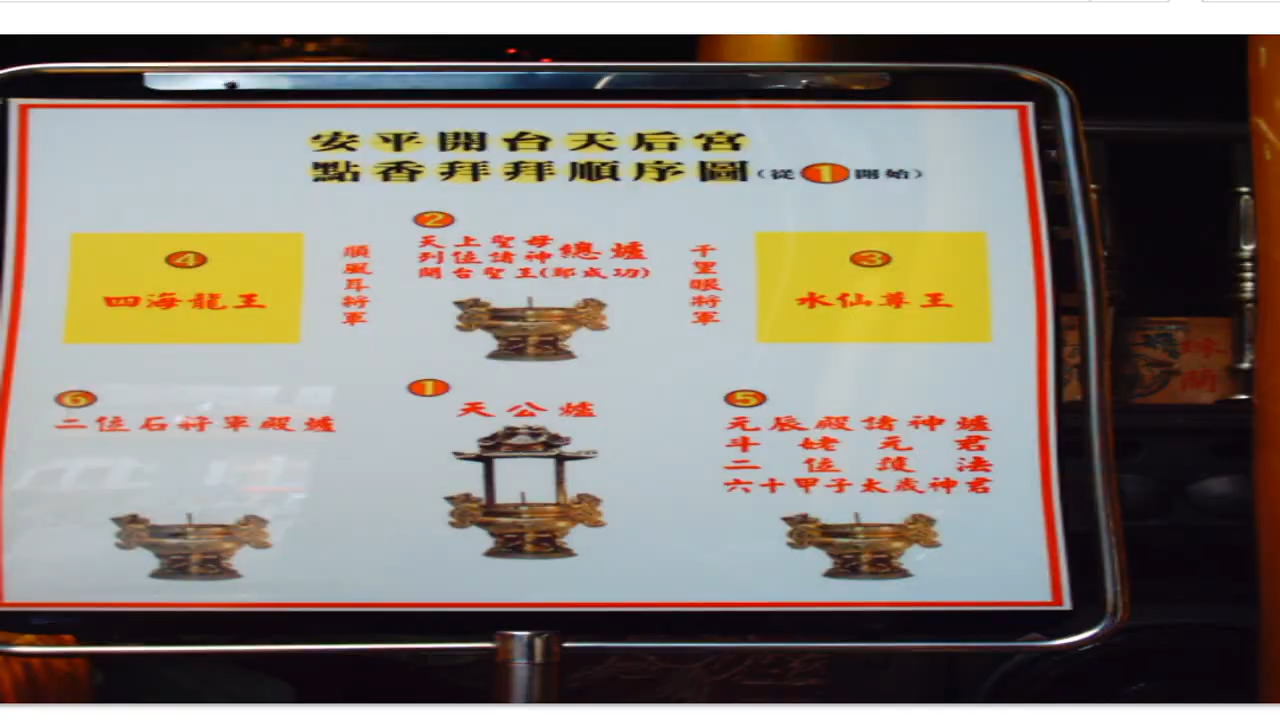 安平開台天后宮
點香拜拜順序圖(從1開始)
2
天上聖母
列位諸神總爐
開台聖王(鄭成功)
順風耳將軍
千里眼將軍
4
四海龍王
3
水仙尊王
1
天公爐
6
二位石將軍殿爐
5
元辰殿諸神爐
斗姥元君
二位護法
六十甲子太歲神君